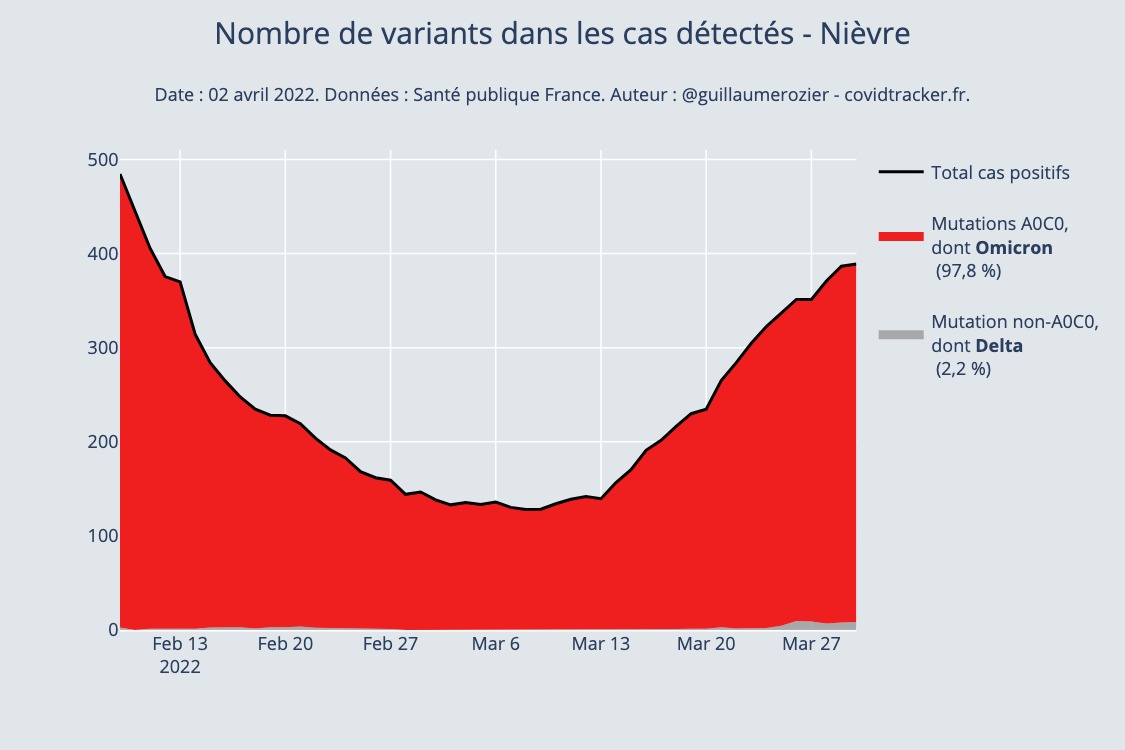 Nombre de variants dans les cas détectés - Nièvre
Date : 02 avril 2022. Données : Santé publique France. Auteur : @guillaumerozier - covidtracker.fr.
500
400
300
200
100
0
Feb 13
2022
Feb 20
Feb 27
Mar 6
Mar 13
Mar 20
Mar 27
Total cas positifs
Mutations A0C0,
dont Omicron
(97,8 %)
Mutation non-A0C0,
dont Delta
(2,2 %)